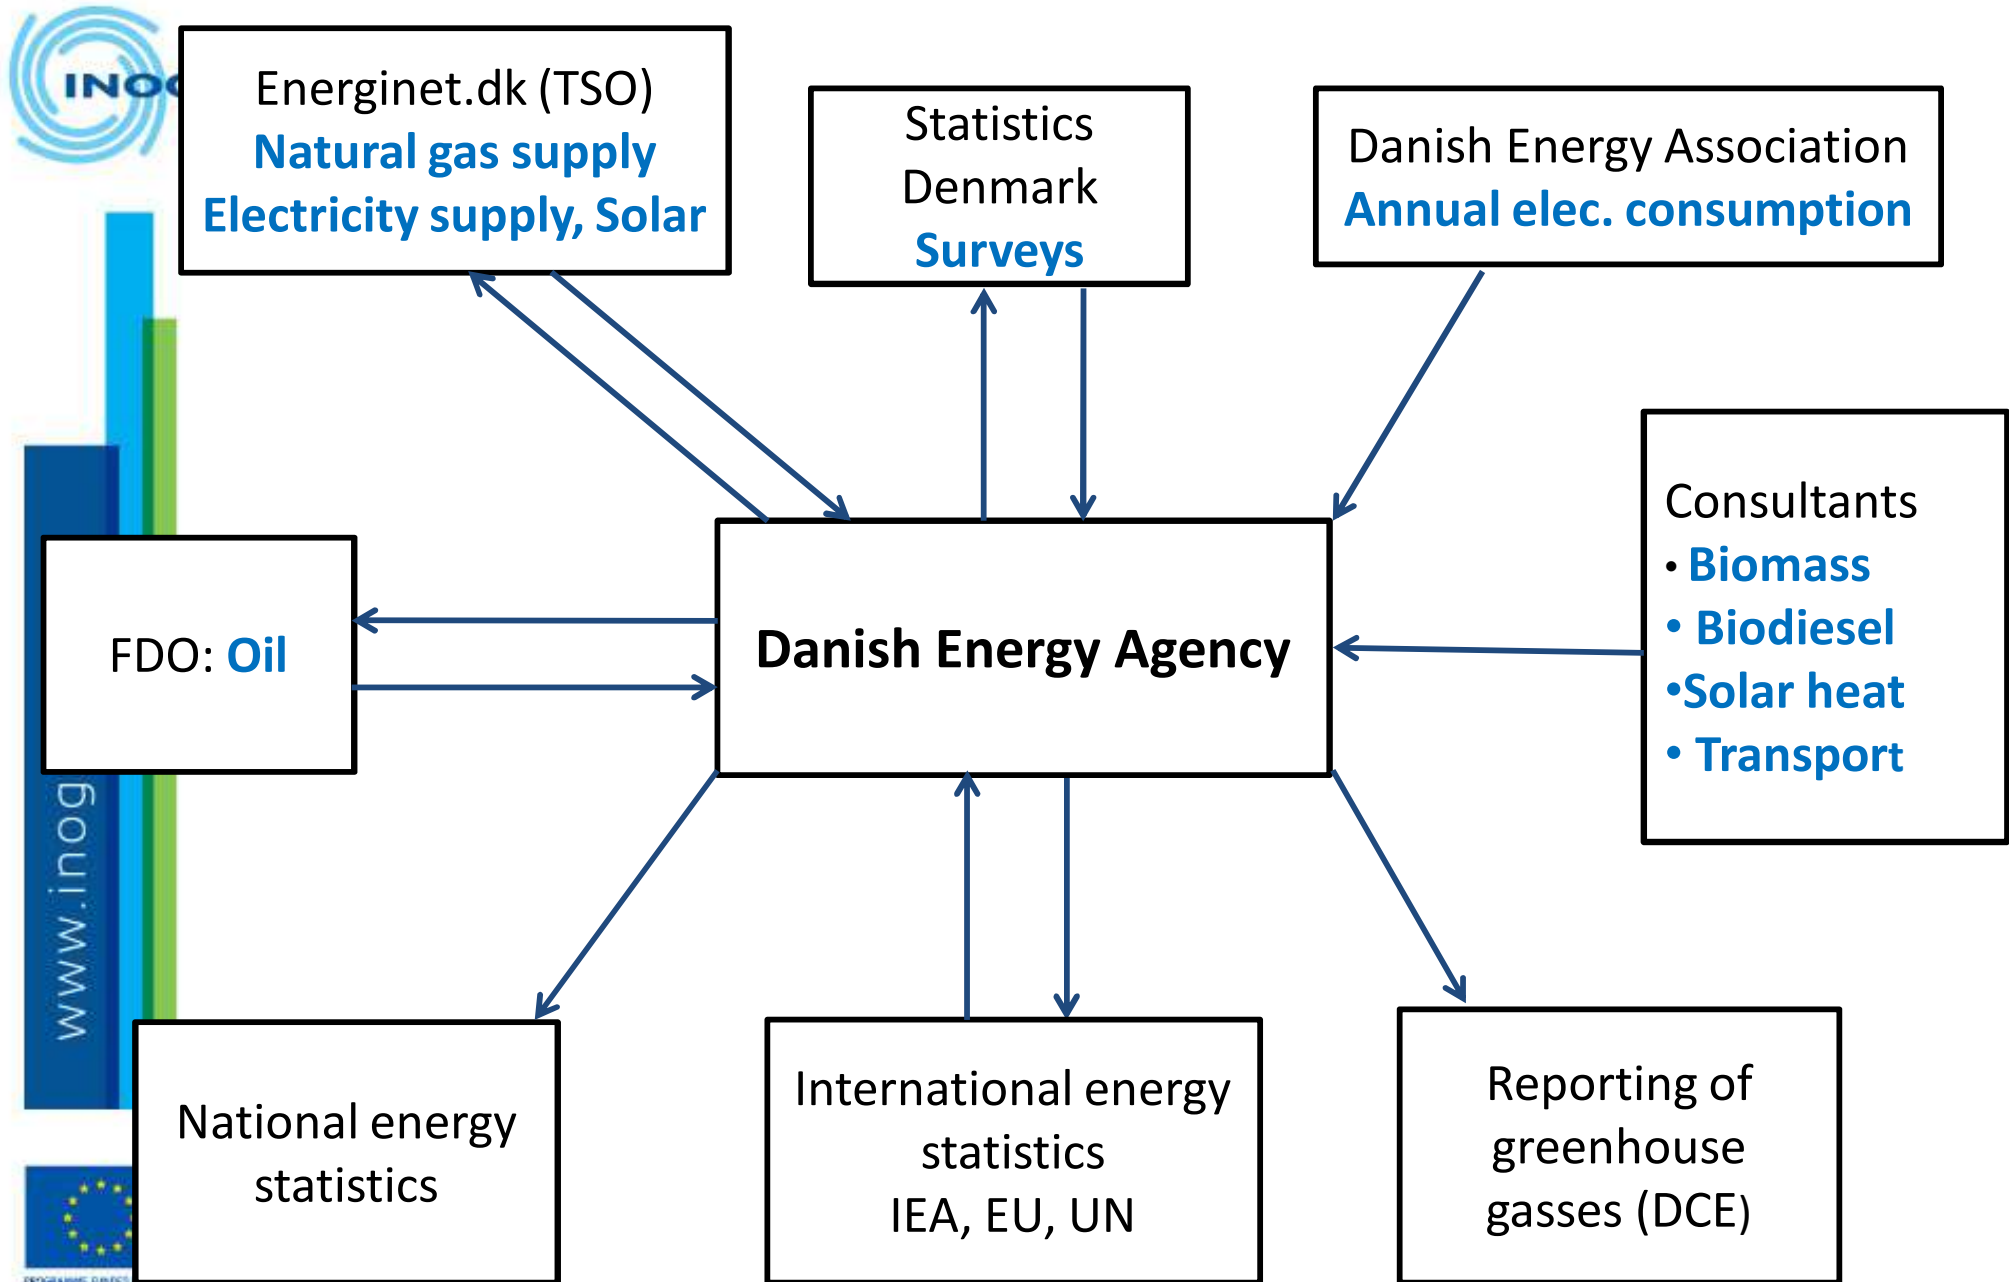 INO
Energinet.dk (TSO)
Natural gas supply
Electricity supply, Solar
Statistics
Denmark
Surveys
Danish Energy Association
Annual elec. consumption
Consultants
• Biomass
• Biodiesel
•Solar heat
• Transport
FDO: Oil
Danish Energy Agency
www.inog
National energy
statistics
International energy
statistics
IEA, EU, UN
Reporting of
greenhouse
gasses (DCE)